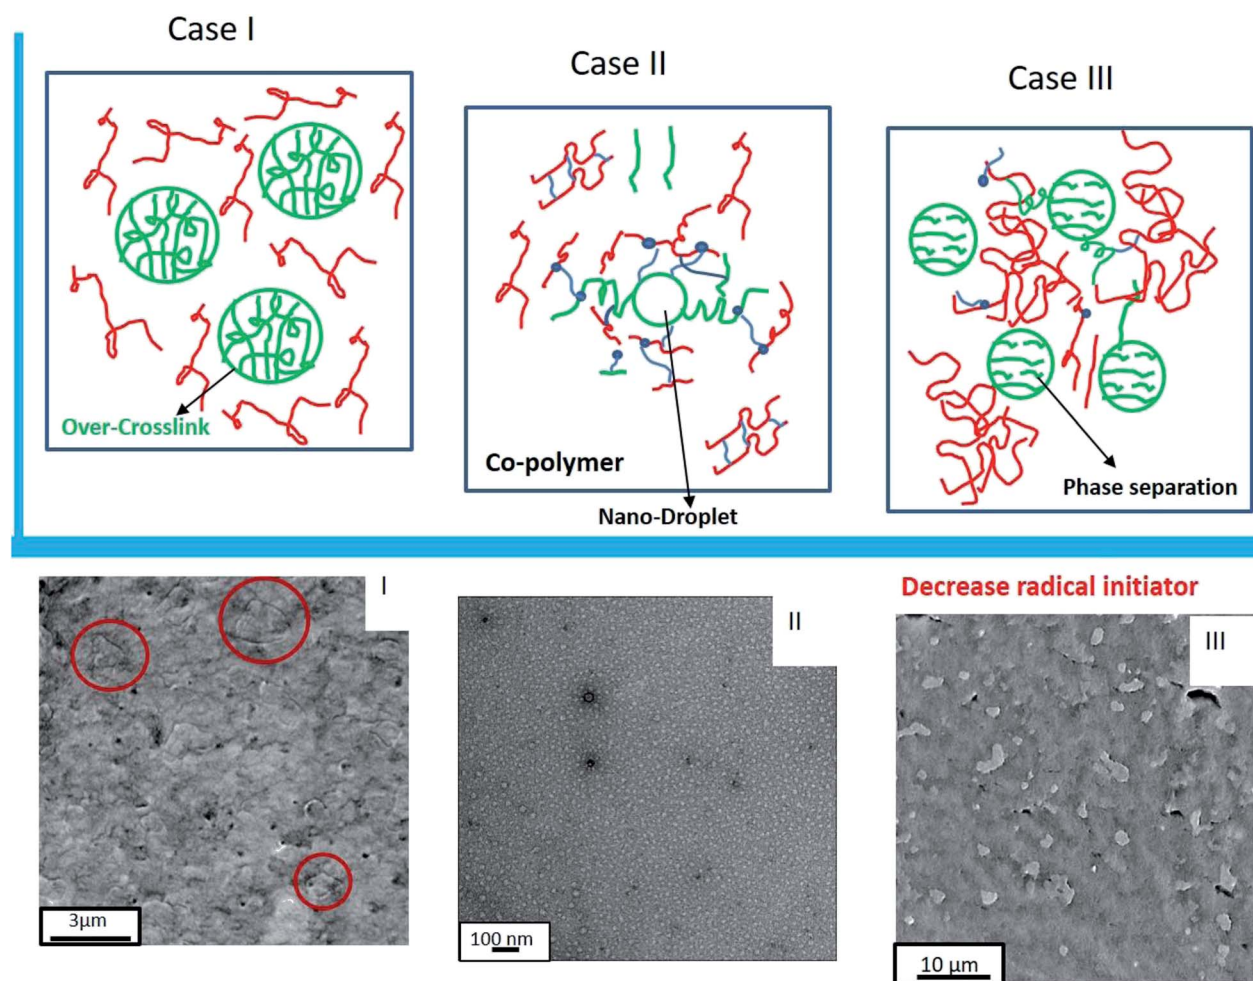 Case I
Case II
Case III
Over-Crosslink
Co-polymer
Nano-Droplet
Phase separation
Decrease radical initiator
I
II
III
3µm
100 nm
10 µm